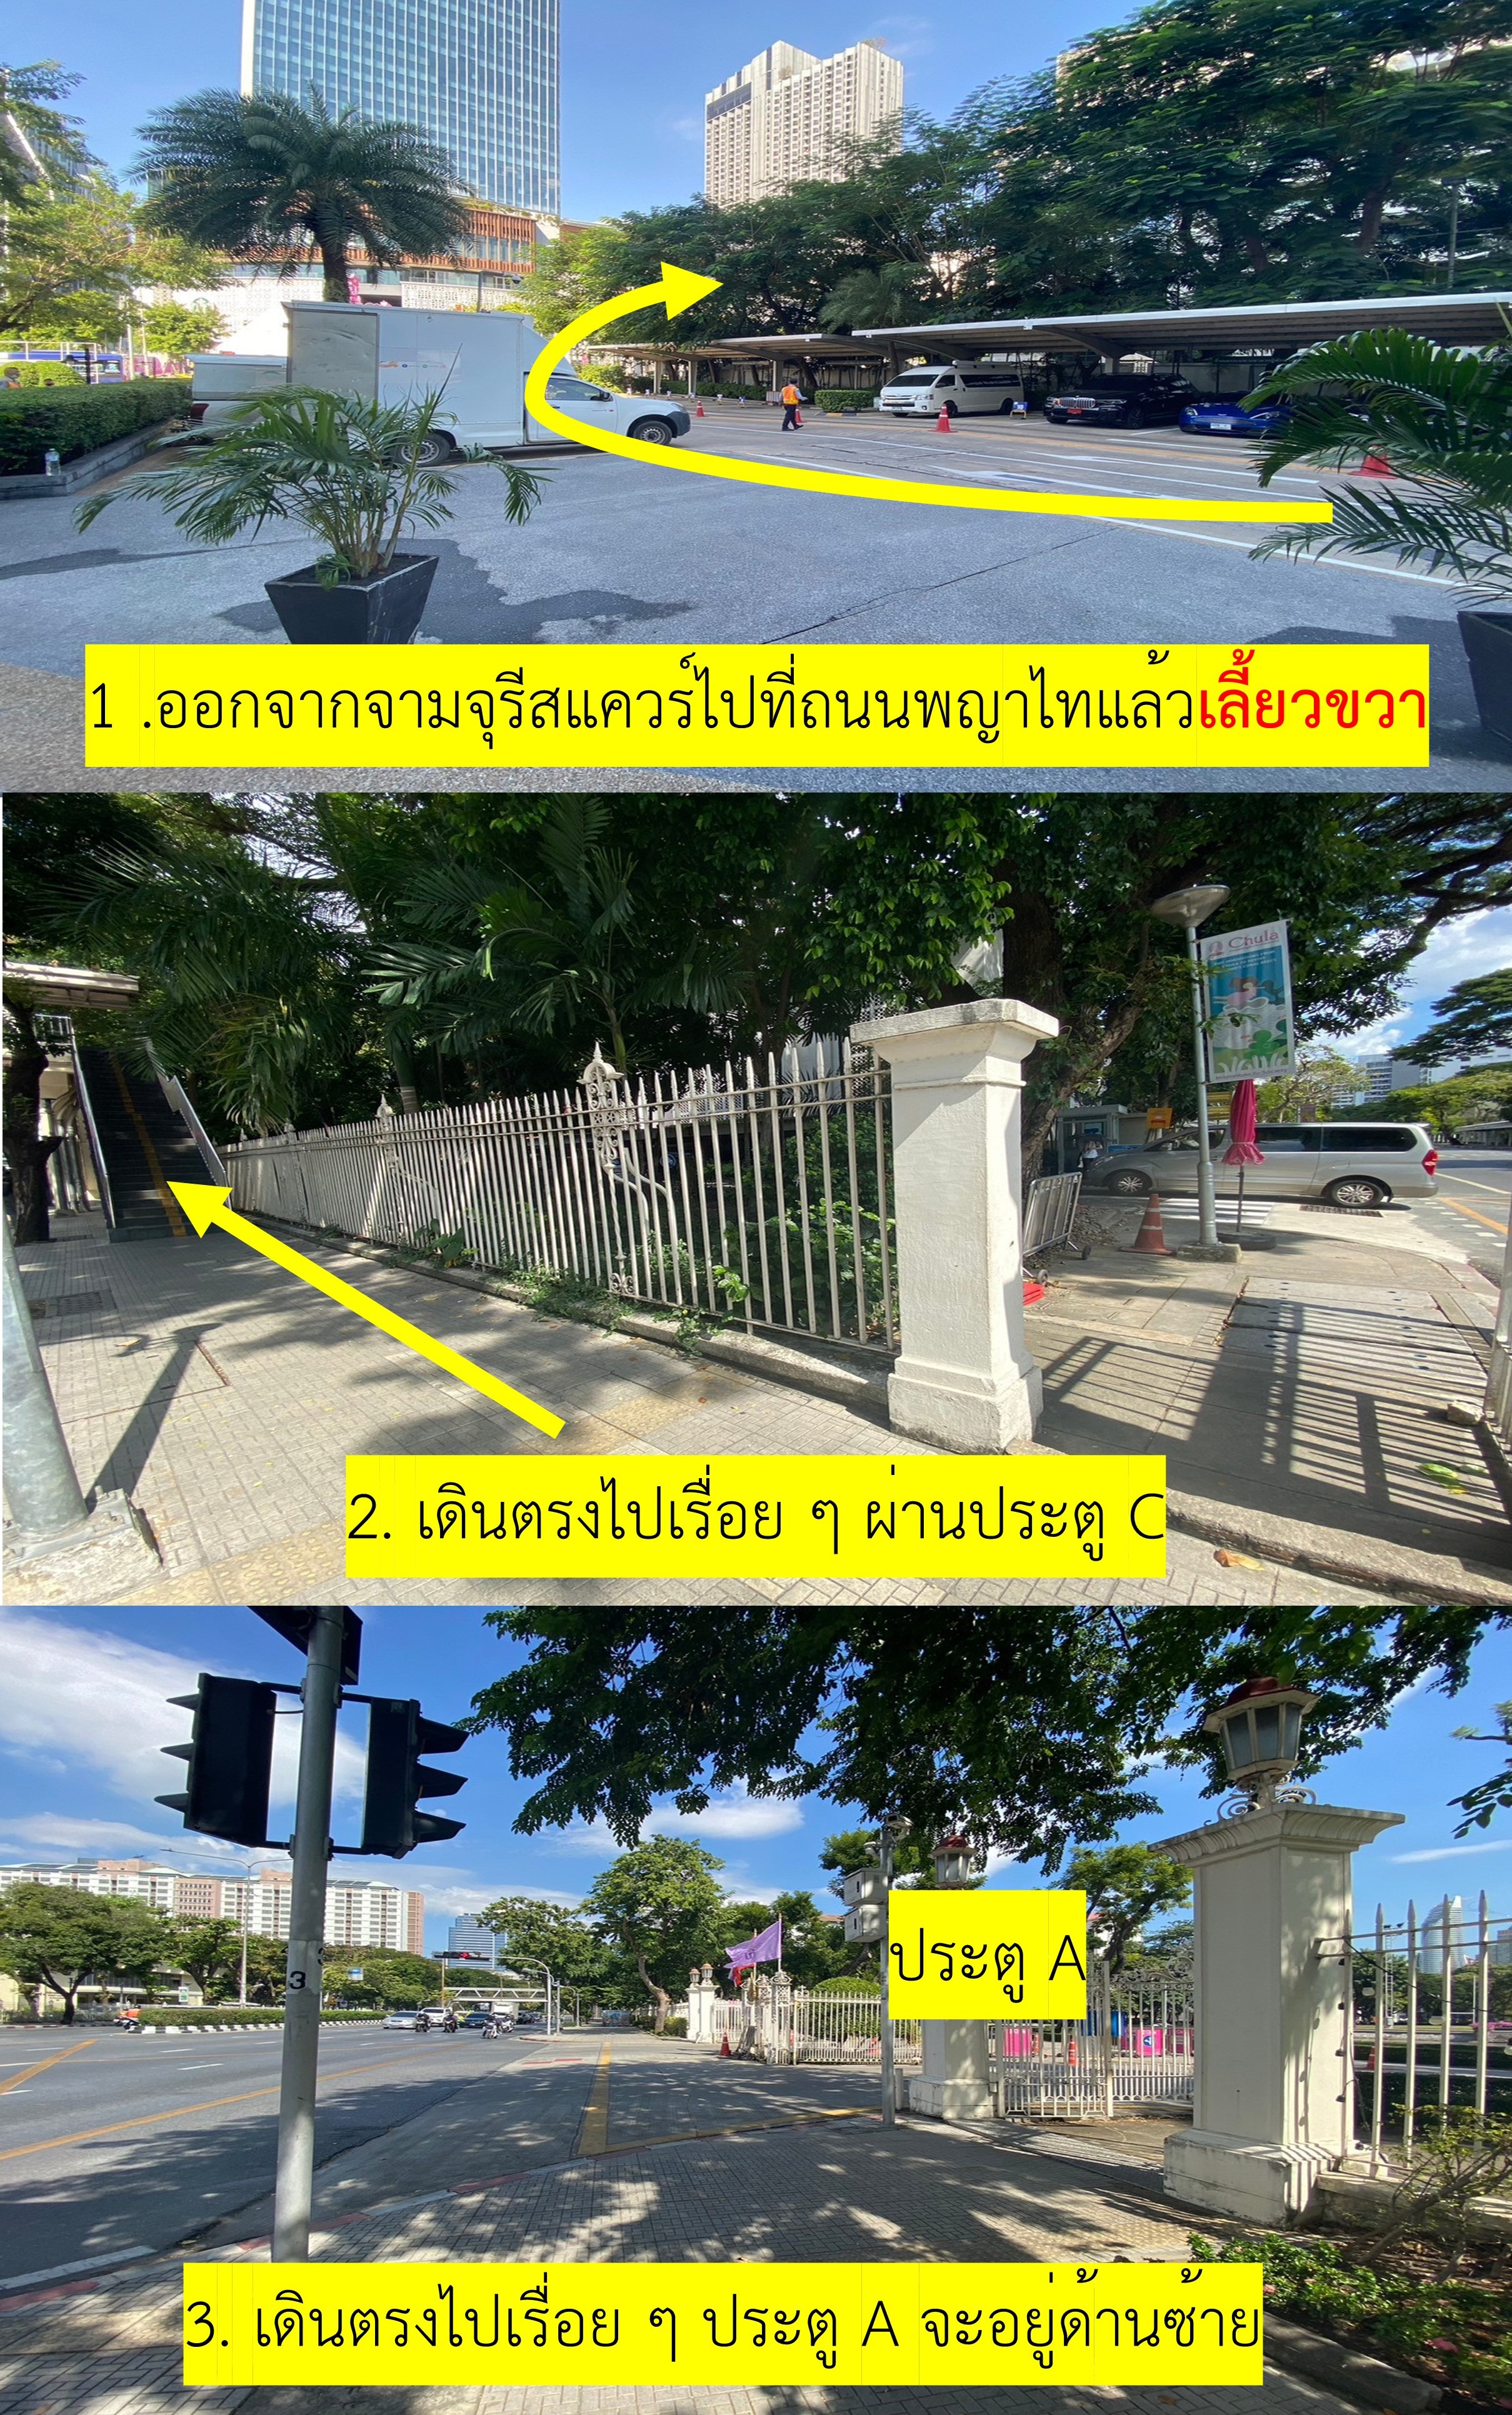 1 .ออกจากจามจุรีสแควร์ไปที่ถนนพญาไทแล้วเลี้ยวขวา
Chula
2. เดินตรงไปเรื่อย ๆ ผ่านประตู C
3
ประตู A
3. เดินตรงไปเรื่อย ๆ ประตู A จะอยู่ด้านซ้าย